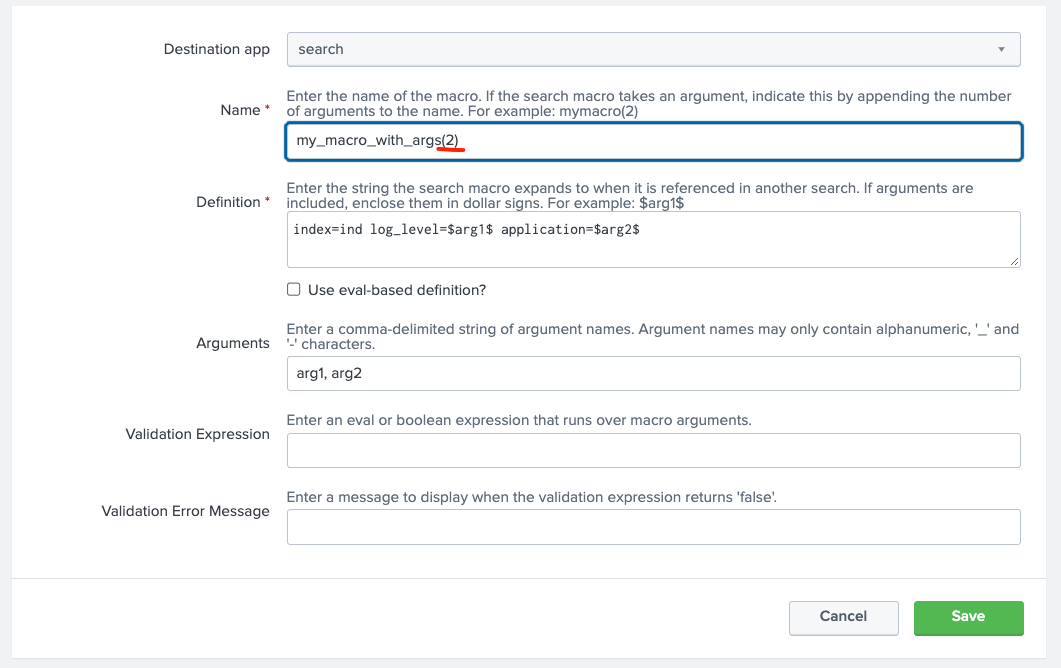 Destination app
search
Name *
Enter the name of the macro. If the search macro takes an argument, indicate this by appending the number
of arguments to the name. For example: mymacro(2)
my_macro_with_args(2)
Definition *
Enter the string the search macro expands to when it is referenced in another search. If arguments are
included, enclose them in dollar signs. For example: $arg1$
index=ind log_level=$arg1$ application=$arg2$
Use eval-based definition?
Arguments
Enter a comma-delimited string of argument names. Argument names may only contain alphanumeric, '_' and
'-' characters.
arg1, arg2
Validation Expression
Enter an eval or boolean expression that runs over macro arguments.
Validation Error Message
Enter a message to display when the validation expression returns 'false'.
Cancel
Save